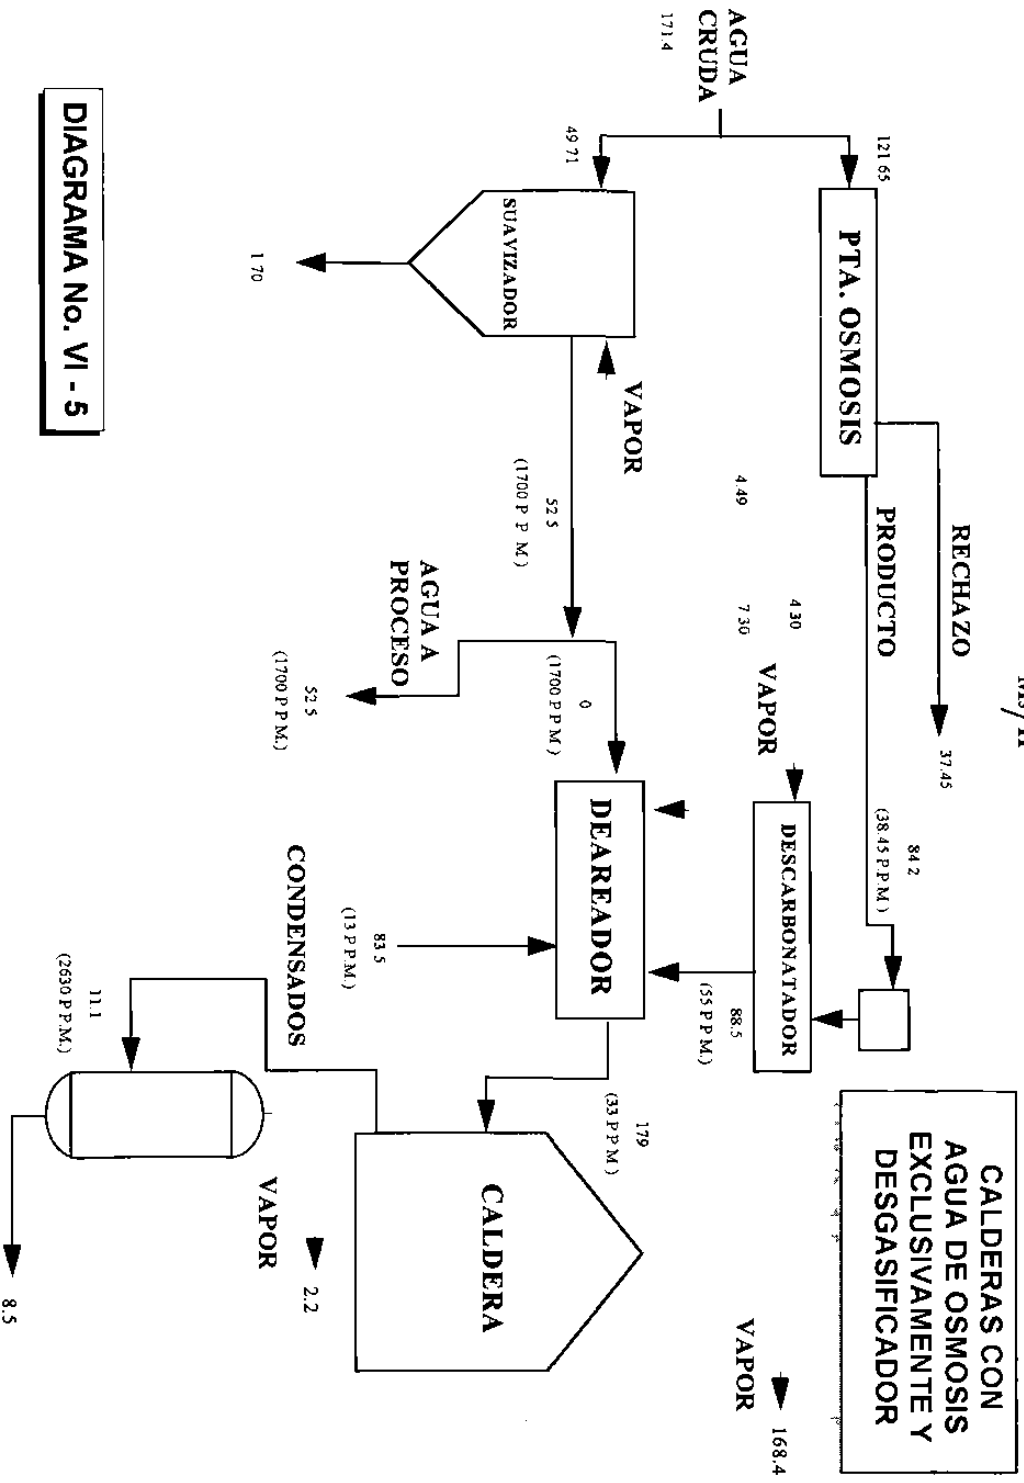 CALDERAS CON
AGUA DE OSMOSIS
EXCLUSIVAMENTE Y
DESGASIFICADOR
AGUA
CRUDA
171.4
121 65
PTA. OSMOSIS
RECHAZO
37.45
PRODUCTO
84 2
(38.45 P.P.M.)
49 71
SUAVIZADOR
1 70
VAPOR
4.49
4 30
7 30
VAPOR
DESCARBONATADOR
88.5
(55 P P M.)
52 5
(1700 P P M.)
0
(1700 P P M)
AGUA A
PROCESO
52 5
(1700 P P M.)
DEAREADOR
83 5
(13 P P.M.)
CONDENSADOS
179
(33 P P M)
CALDERA
VAPOR
168.4
11.1
(2630 P P.M.)
VAPOR
2.2
8.5
DIAGRAMA No. VI - 5